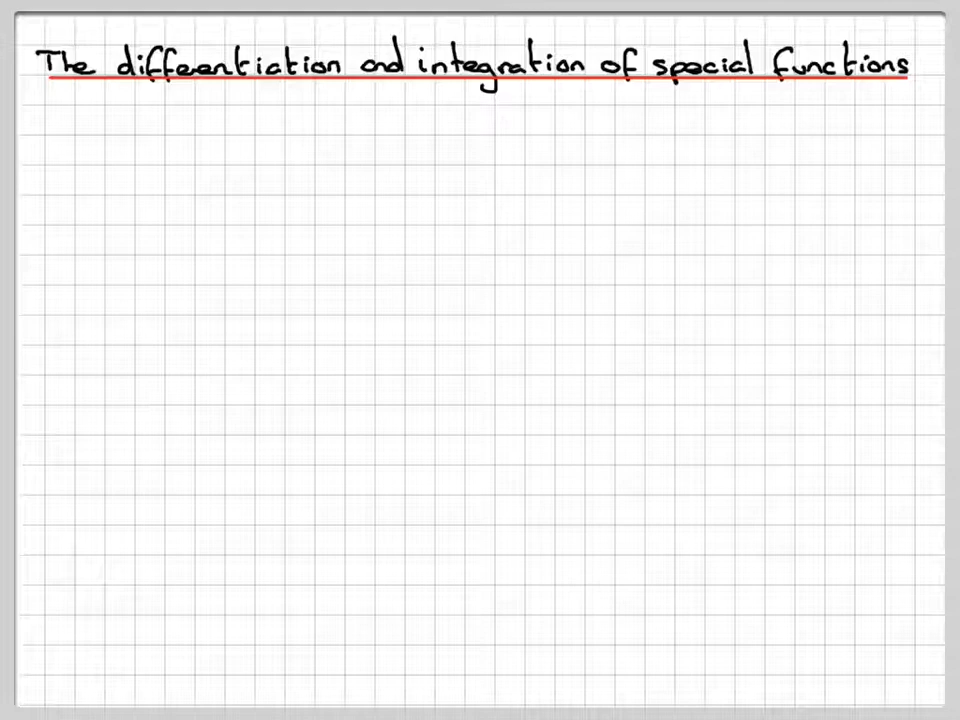 The differentiation and integration of special functions